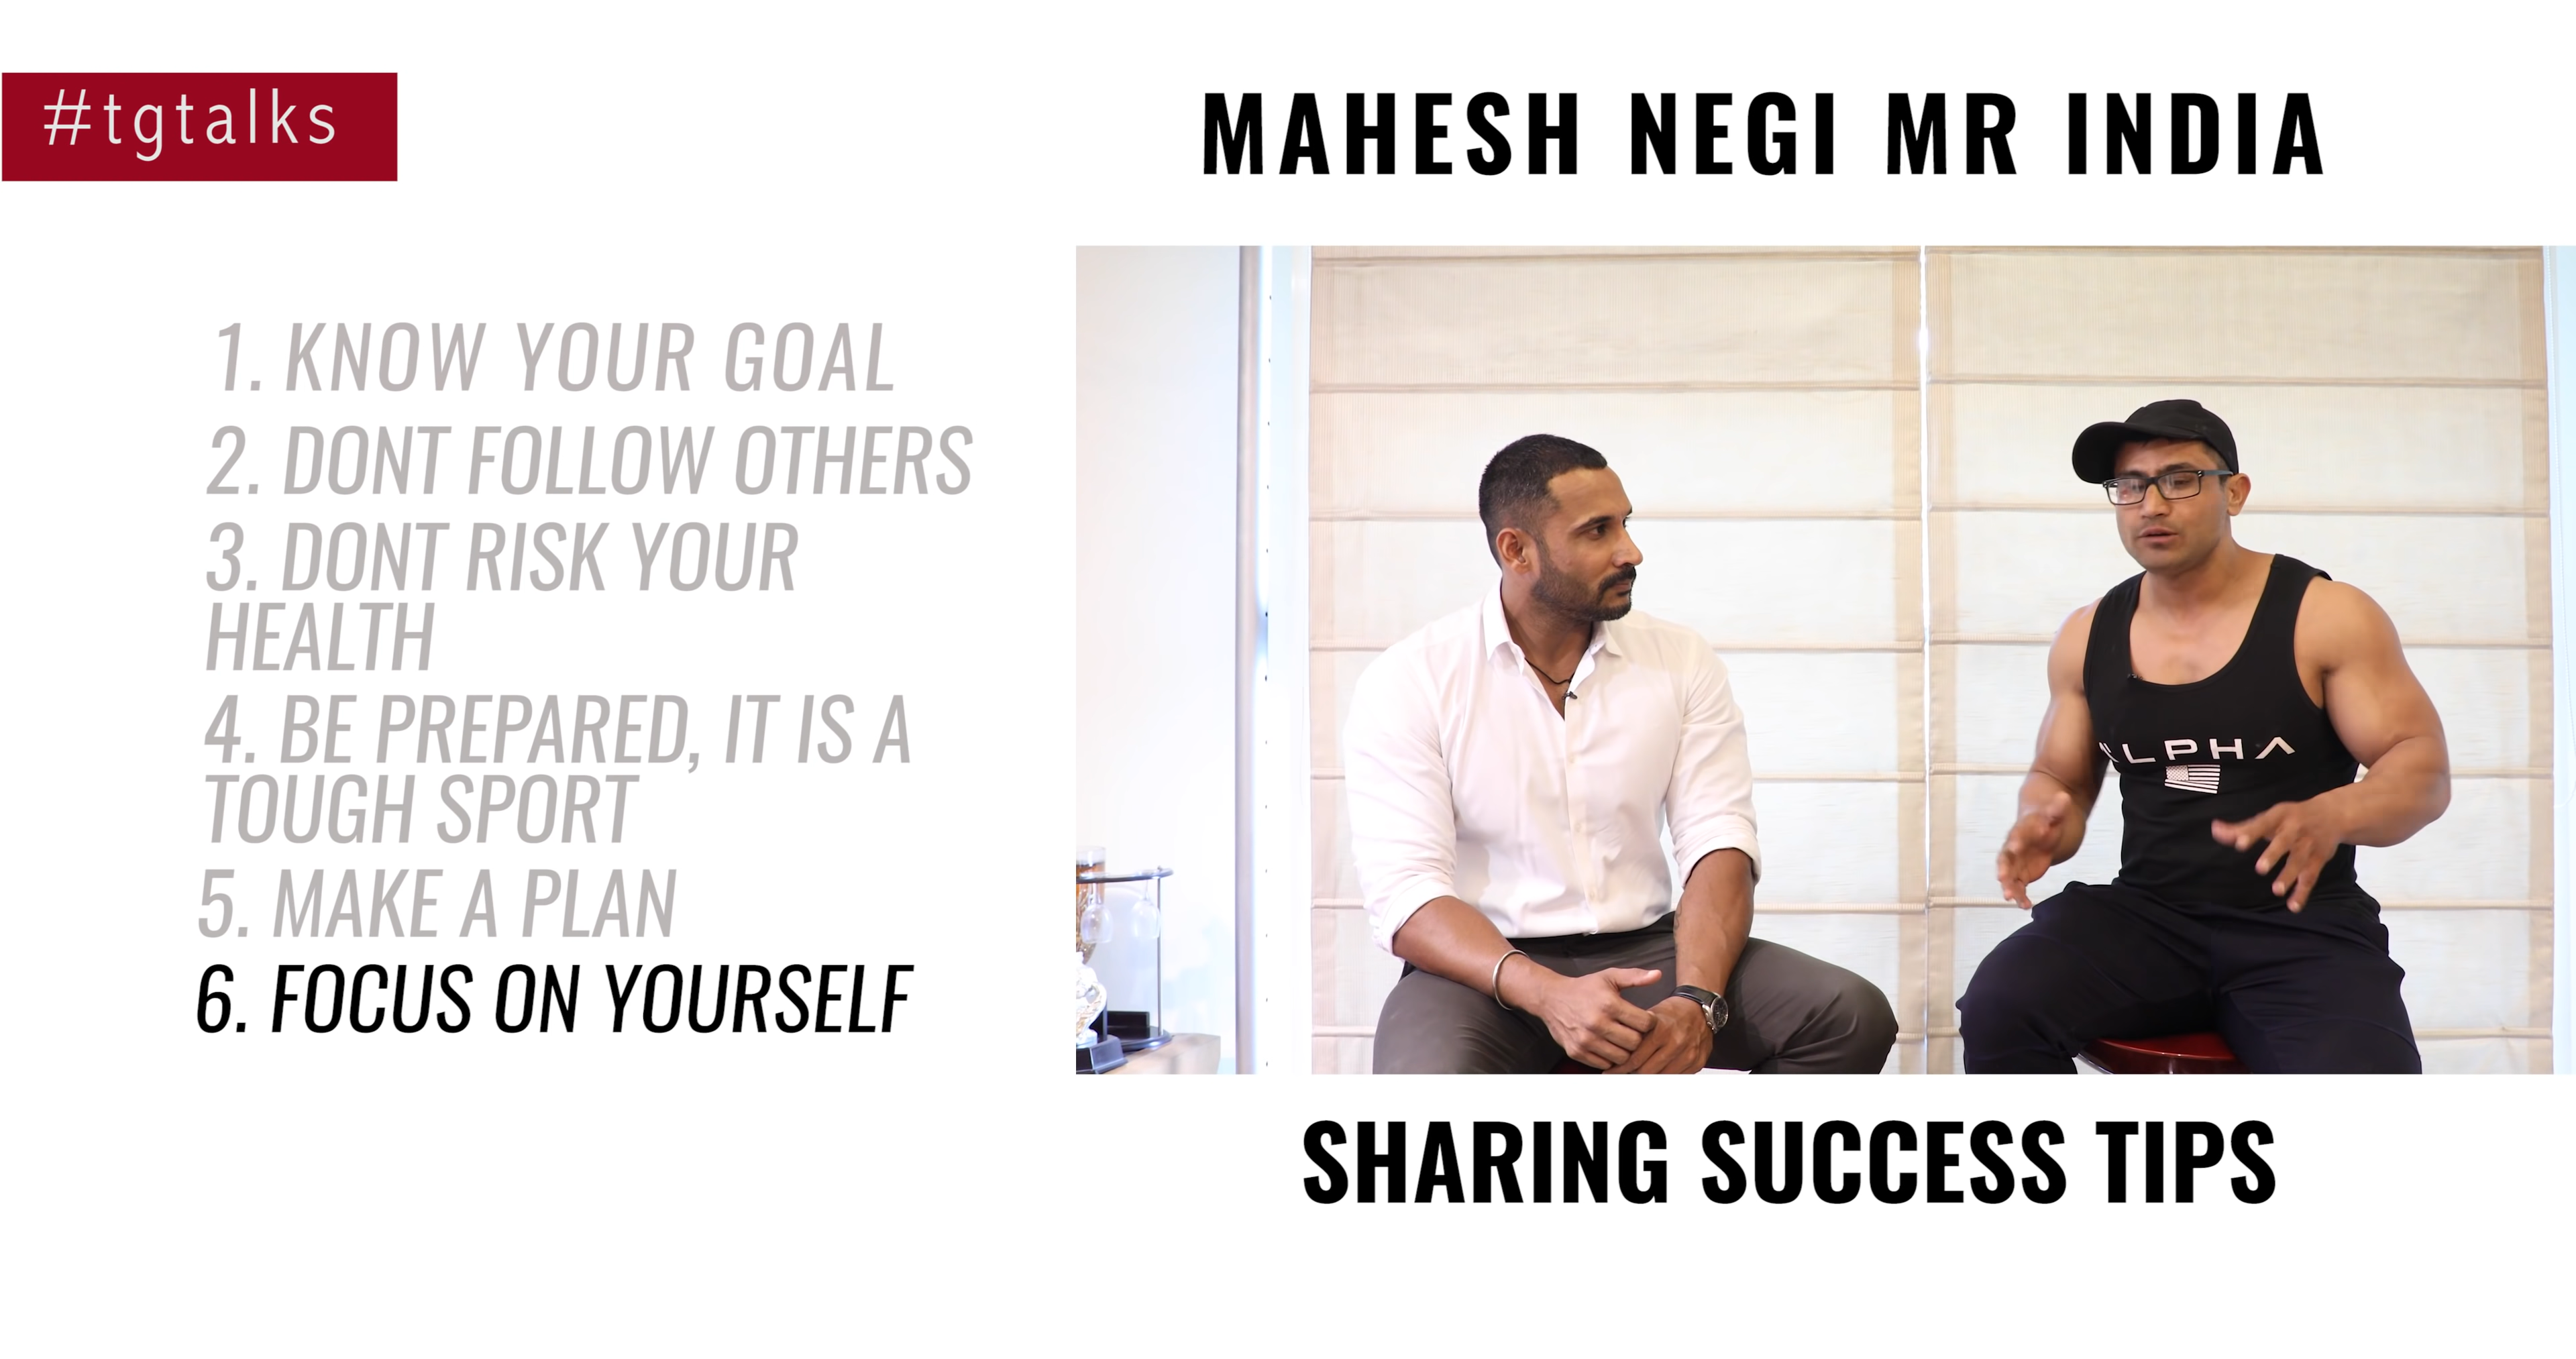 #tgtalks
MAHESH NEGI MR INDIA
1. KNOW YOUR GOAL
2. DONT FOLLOW OTHERS
3. DONT RISK YOUR
HEALTH
4. BE PREPARED, IT IS A
TOUGH SPORT
5. MAKE A PLAN
6. FOCUS ON YOURSELF
ALPHA
SHARING SUCCESS TIPS